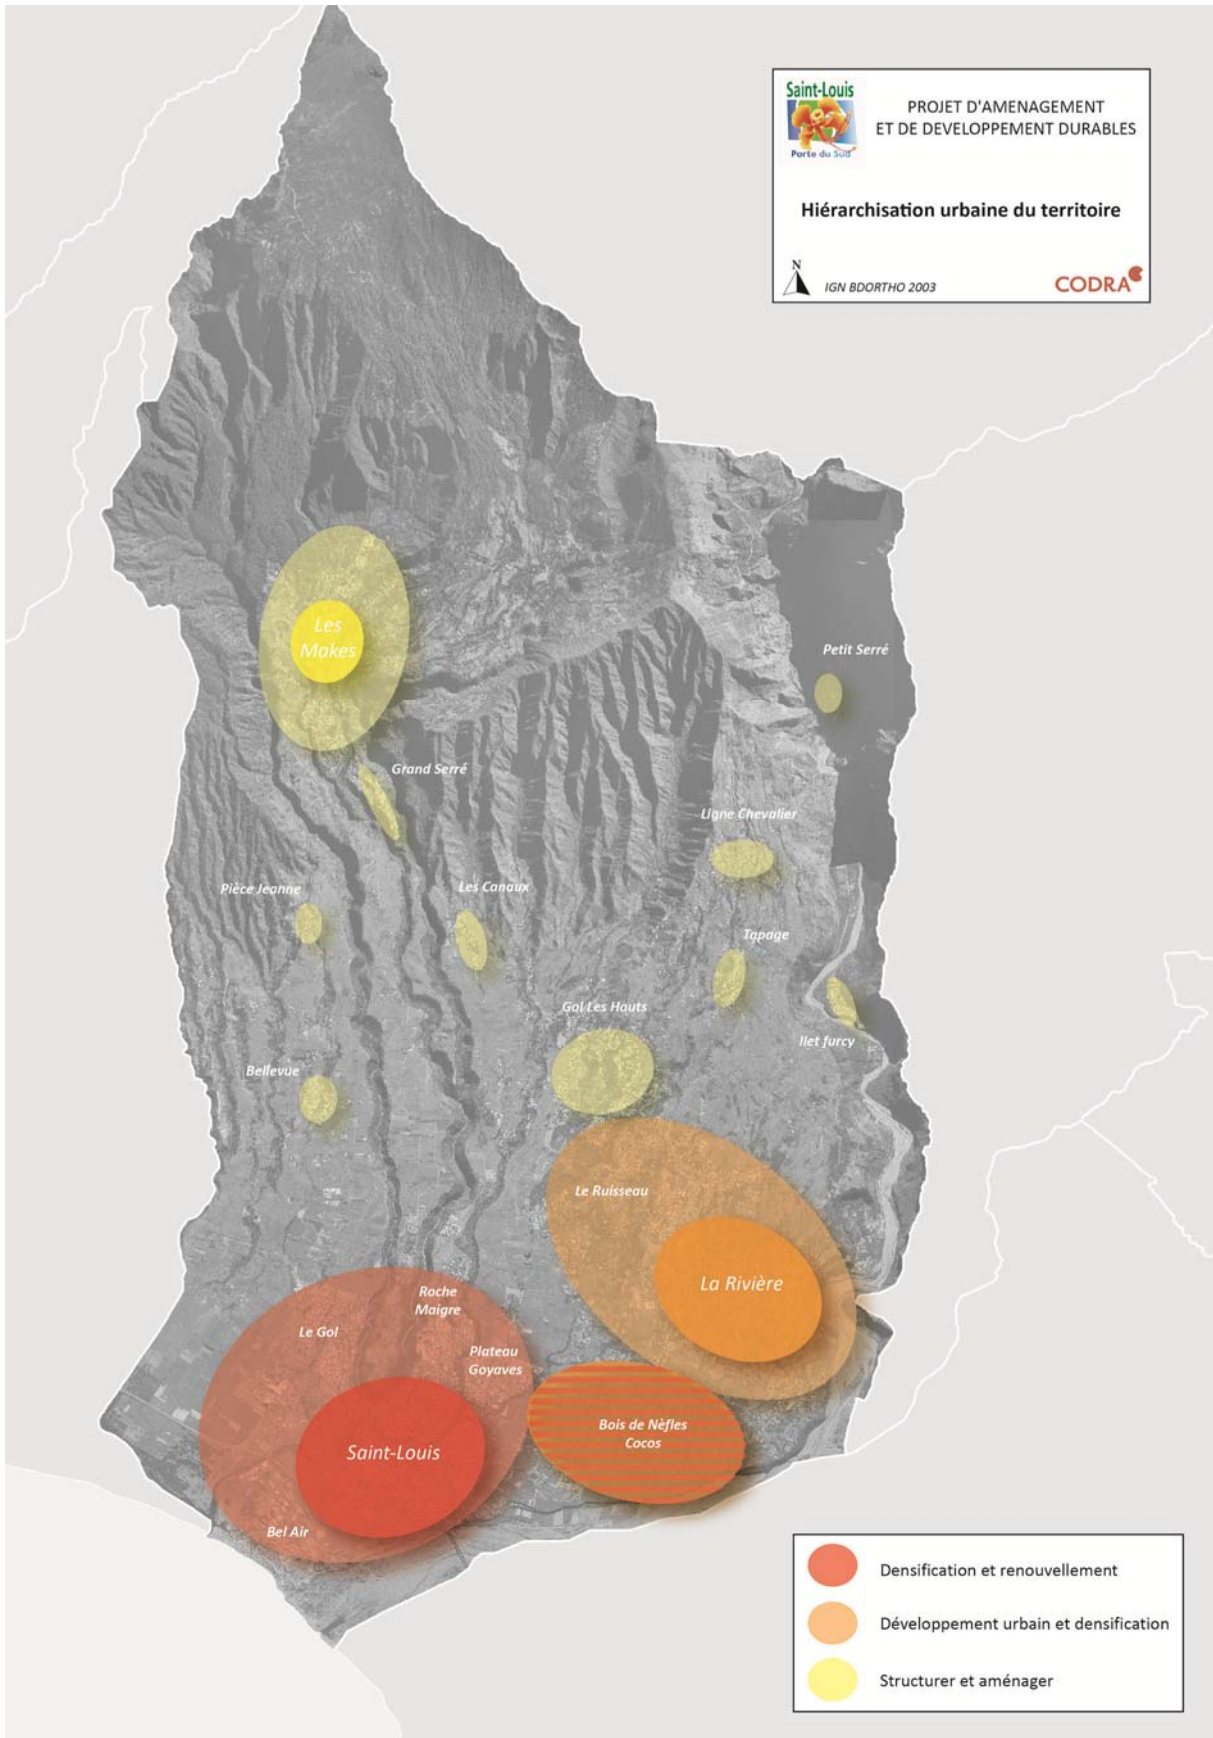 Saint-Louis
Porte du Sud
PROJET D'AMENAGEMENT
ET DE DEVELOPPEMENT DURABLES
Hiérarchisation urbaine du territoire
N
IGN BDORTHO 2003
CODRA
Les
Makes
Petit Serré
Grand Serré
Ligne Chevalier
Pièce Jeanne
Les Canaux
Tapage
Gol Les Hauts
Ilet furcy
Bellevue
Le Ruisseau
La Rivière
Roche
Maigre
Le Gol
Plateau
Goyaves
Bois de Nèfles
Cocos
Saint-Louis
Bel Air
Densification et renouvellement
Développement urbain et densification
Structurer et aménager